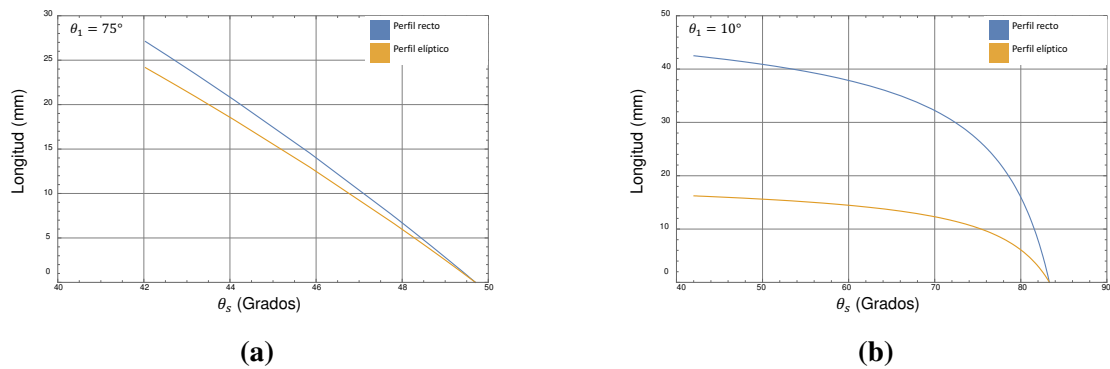 θ₁ = 75°
Perfil recto
Perfil elíptico
Longitud (mm)
30
25
20
15
10
5
0
40 42 44 46 48 50
θₛ (Grados)
(a)
θ₁ = 10°
Perfil recto
Perfil elíptico
Longitud (mm)
50
40
30
20
10
0
40 50 60 70 80 90
θₛ (Grados)
(b)